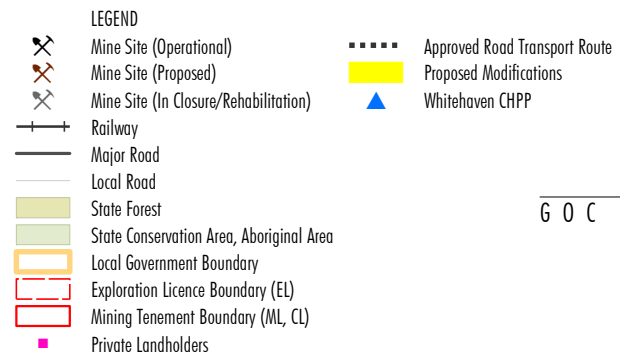 LEGEND
Mine Site (Operational)
Mine Site (Proposed)
Mine Site (In Closure/Rehabilitation)
Railway
Major Road
Local Road
State Forest
State Conservation Area, Aboriginal Area
Local Government Boundary
Exploration Licence Boundary (EL)
Mining Tenement Boundary (ML, CL)
Private Landholders
Approved Road Transport Route
Proposed Modifications
Whitehaven CHPP
G O C